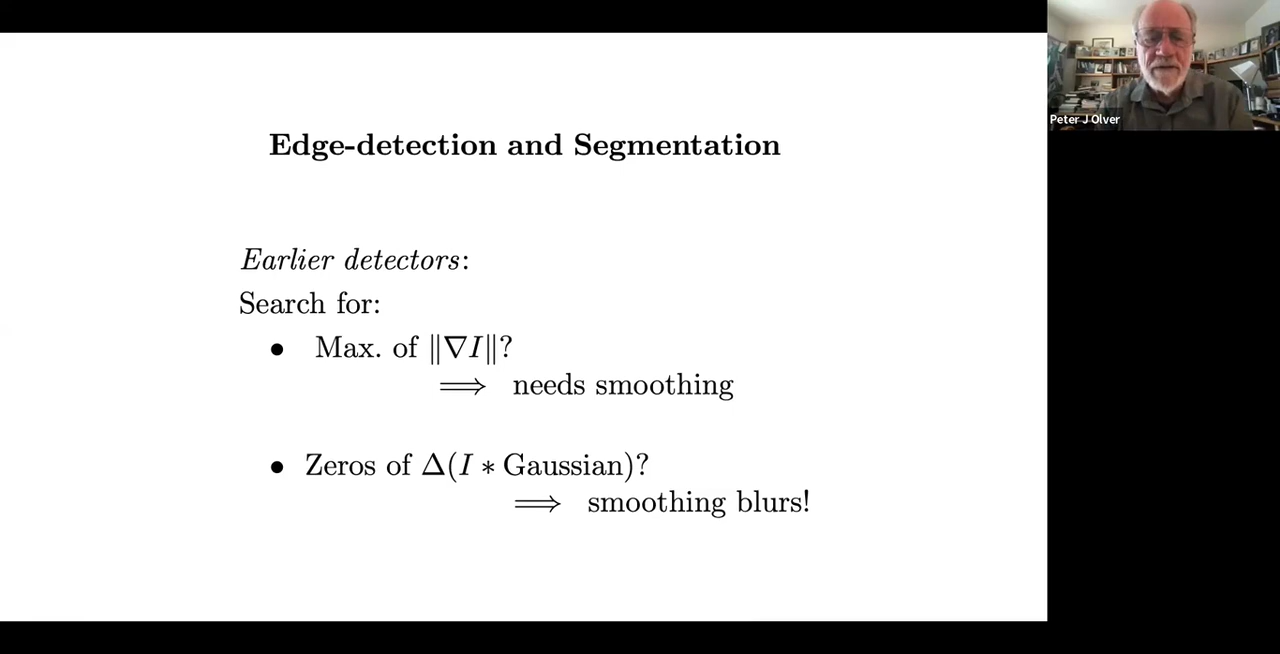 Edge-detection and Segmentation
Earlier detectors:
Search for:
• Max. of ‖∇I‖?
⟹ needs smoothing
• Zeros of Δ(I ∗ Gaussian)?
⟹ smoothing blurs!
Peter J Olver